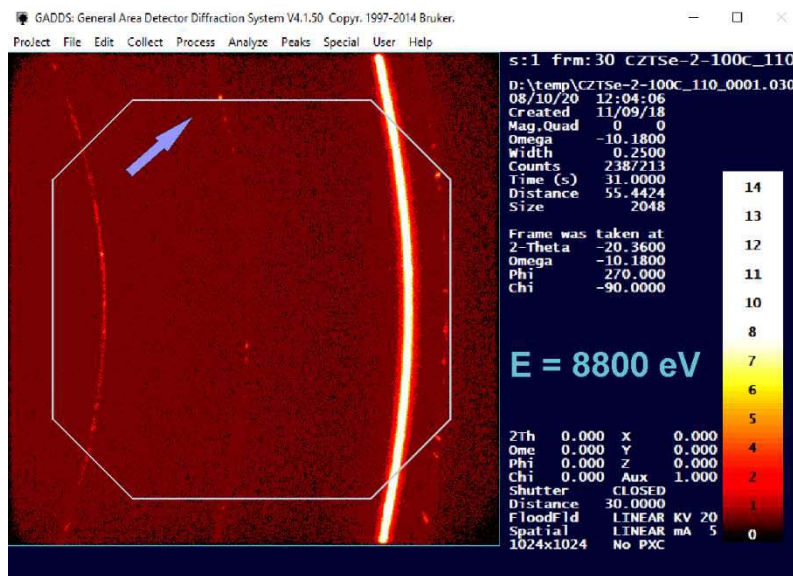 GADDS: General Area Detector Diffraction System V4.1.50 Copyr. 1997-2014 Bruker.
Project File Edit Collect Process Analyze Peaks Special User Help
s:1 frm:30 CZTSe-2-100C_110
D:\temp\CZTSe-2-100C_110_0001.030
08/10/20 12:04:06
Created 11/09/18
Mag.Quad 0 0
Omega -10.1800
Width 0.2500
Counts 2387213
Time (s) 31.0000
Distance 55.4424
Size 2048
Frame was taken at
2-Theta -20.3600
Omega -10.1800
Phi 270.000
Chi -90.0000
E = 8800 eV
14
13
12
11
10
9
8
7
6
5
4
3
2
1
0
2Th 0.000 X 0.000
Ome 0.000 Y 0.000
Phi 0.000 Z 0.000
Chi 0.000 Aux 1.000
Shutter CLOSED
Distance 30.0000
FloodFld LINEAR KV 20
Spatial LINEAR mA 5
1024x1024 No PXC